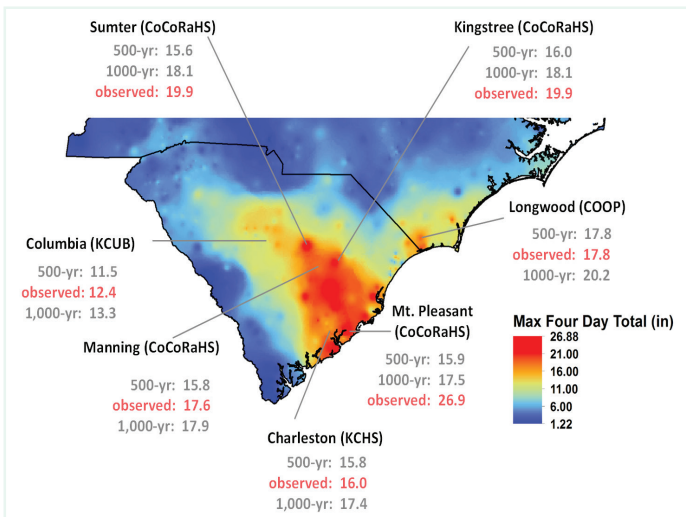 Sumter (CoCoRaHS)
500-yr: 15.6
1000-yr: 18.1
observed: 19.9
Kingstree (CoCoRaHS)
500-yr: 16.0
1000-yr: 18.1
observed: 19.9
Longwood (COOP)
500-yr: 17.8
observed: 17.8
1000-yr: 20.2
Columbia (KCUB)
500-yr: 11.5
observed: 12.4
1,000-yr: 13.3
Manning (CoCoRaHS)
500-yr: 15.8
observed: 17.6
1,000-yr: 17.9
Mt. Pleasant
(CoCoRaHS)
500-yr: 15.9
1000-yr: 17.5
observed: 26.9
Charleston (KCHS)
500-yr: 15.8
observed: 16.0
1,000-yr: 17.4
Max Four Day Total (in)
26.88
21.00
16.00
11.00
6.00
1.22